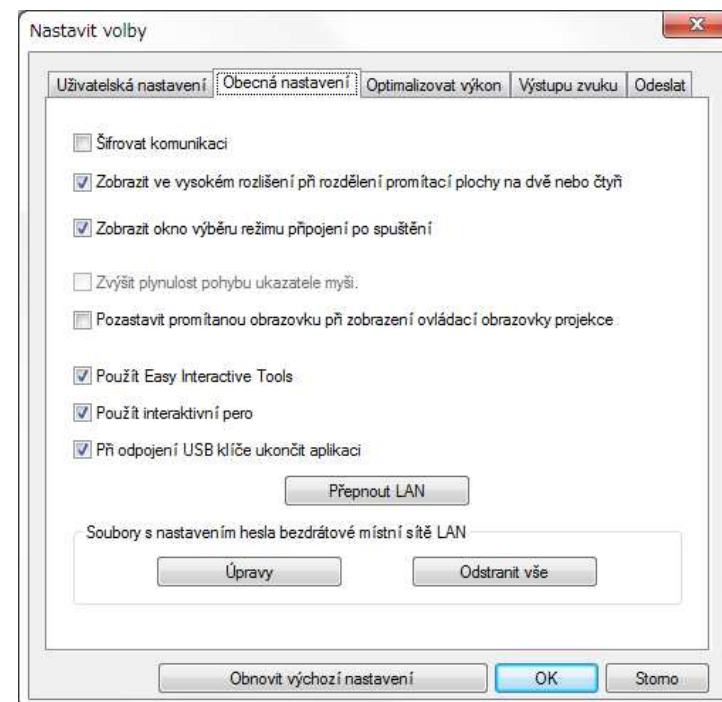 Nastavit volby
Uživatelská nastavení Obecná nastavení Optimalizovat výkon Výstupu zvuku Odeslat
Šifrovat komunikaci
Zobrazit ve vysokém rozlišení při rozdělení promítací plochy na dvě nebo čtyři
Zobrazit okno výběru režimu připojení po spuštění
Zvýšit plynulost pohybu ukazatele myši.
Pozastavit promítanou obrazovku při zobrazení ovládací obrazovky projekce
Použít Easy Interactive Tools
Použít interaktivní pero
Při odpojení USB klíče ukončit aplikaci
Přepnout LAN
Soubory s nastavením hesla bezdrátové místní sítě LAN
Úpravy Odstranit vše
Obnovit výchozí nastavení OK Storno